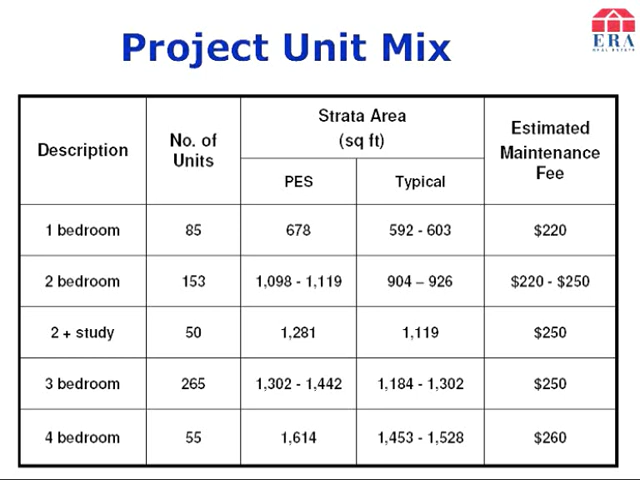 Project Unit Mix
ERA
REAL ESTATE
Description
No. of
Units
Strata Area
(sq ft)
Estimated
Maintenance
Fee
PES
Typical
1 bedroom
85
678
592 - 603
$220
2 bedroom
153
1,098 - 1,119
904 – 926
$220 - $250
2 + study
50
1,281
1,119
$250
3 bedroom
265
1,302 - 1,442
1,184 - 1,302
$250
4 bedroom
55
1,614
1,453 - 1,528
$260